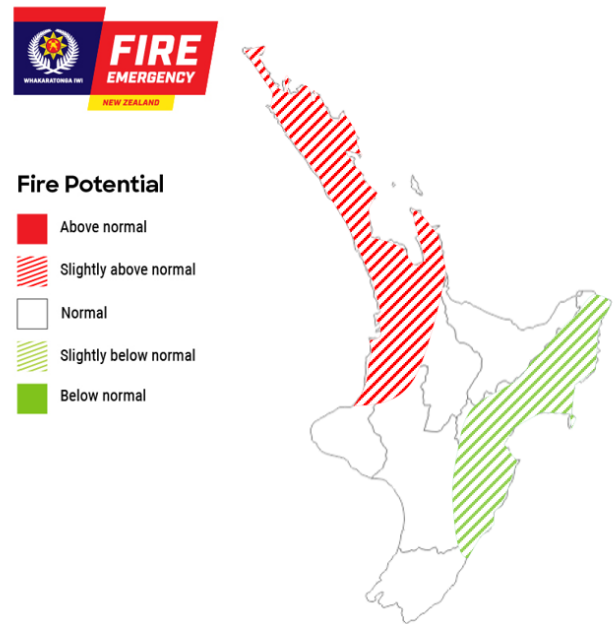 FIRE
EMERGENCY
WHAKARATONGA IWI
NEW ZEALAND
Fire Potential
Above normal
Slightly above normal
Normal
Slightly below normal
Below normal